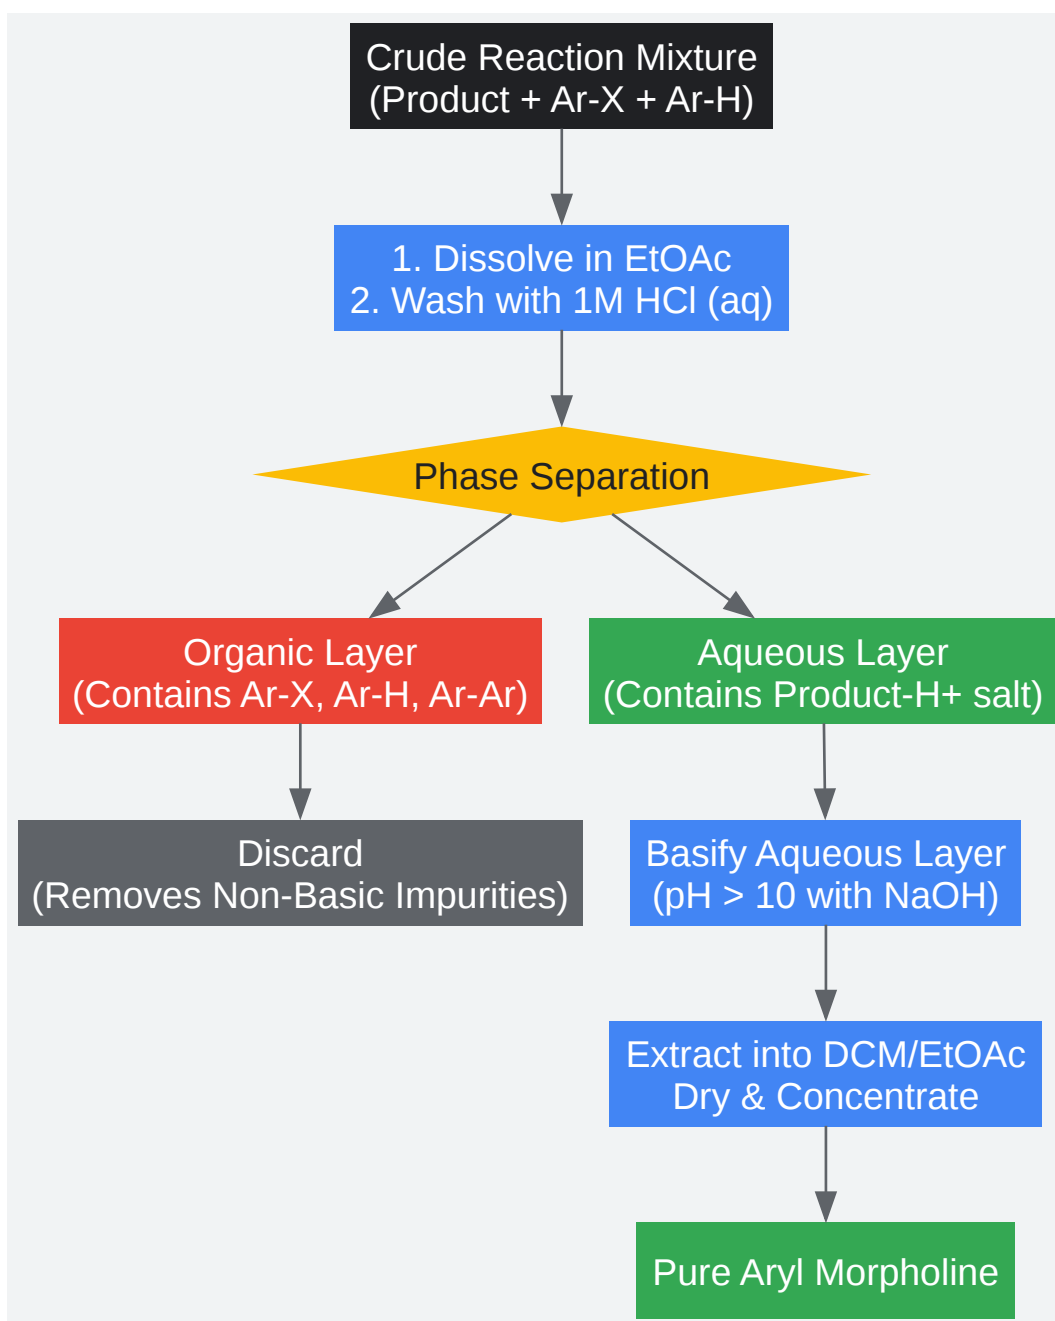 Crude Reaction Mixture
(Product + Ar-X + Ar-H)
1. Dissolve in EtOAc
2. Wash with 1M HCl (aq)
Phase Separation
Organic Layer
(Contains Ar-X, Ar-H, Ar-Ar)
Aqueous Layer
(Contains Product-H+ salt)
Discard
(Removes Non-Basic Impurities)
Basify Aqueous Layer
(pH > 10 with NaOH)
Extract into DCM/EtOAc
Dry & Concentrate
Pure Aryl Morpholine